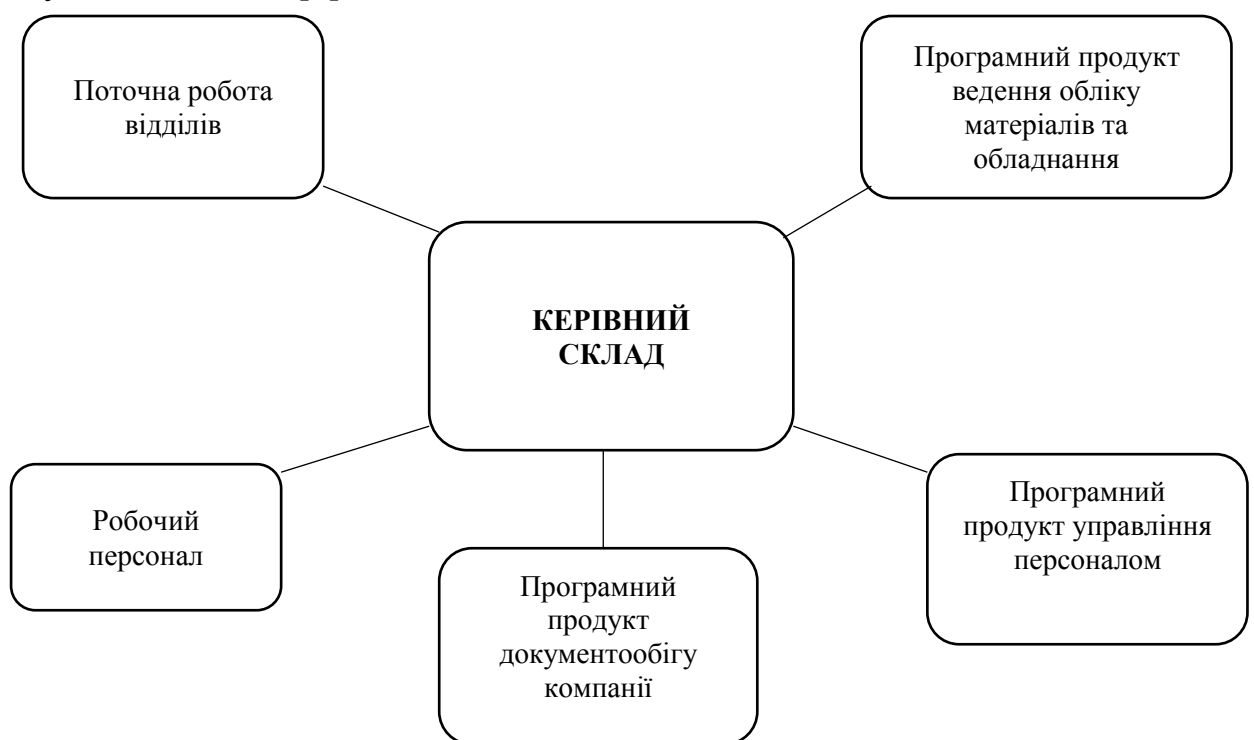 Поточна робота
відділів
Програмний продукт
ведення обліку
матеріалів та
обладнання
КЕРІВНИЙ
СКЛАД
Робочий
персонал
Програмний
продукт
документообігу
компанії
Програмний
продукт управління
персоналом